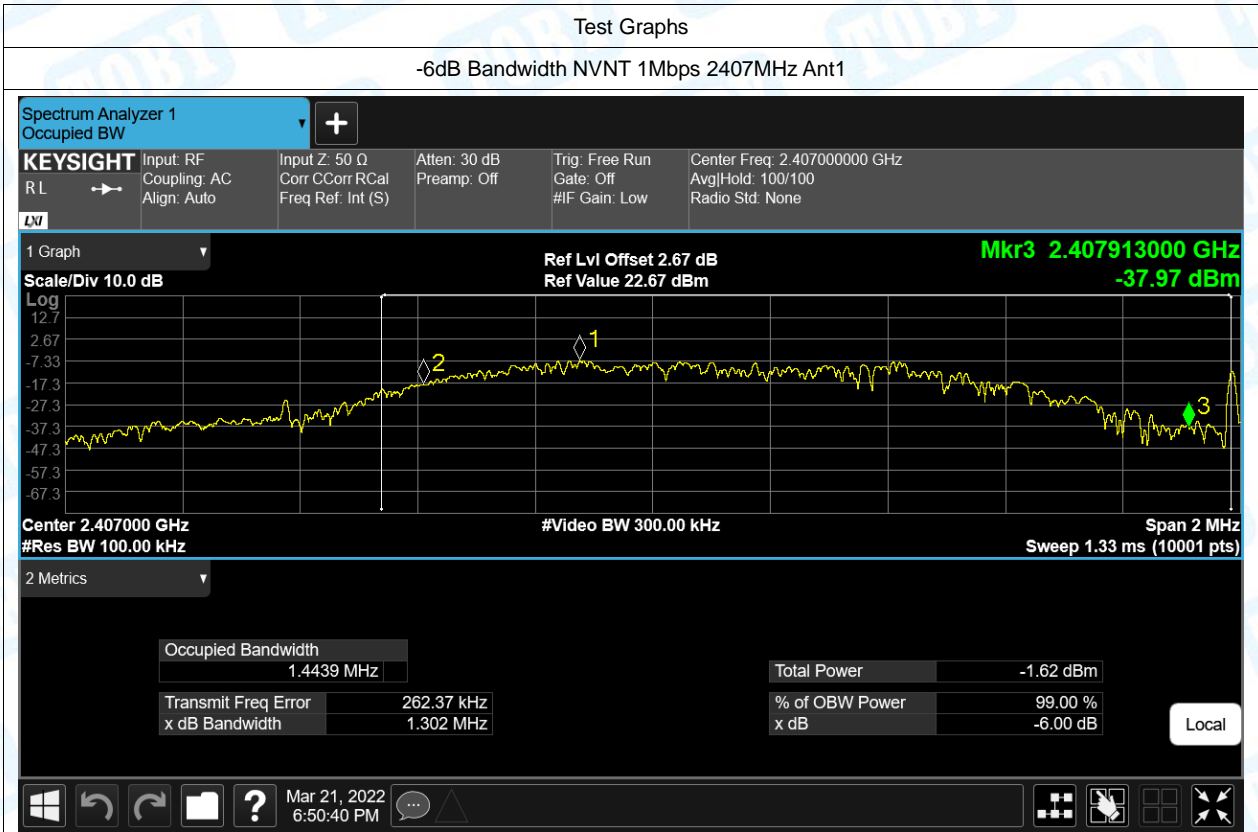 Test Graphs
-6dB Bandwidth NVNT 1Mbps 2407MHz Ant1
Spectrum Analyzer 1
Occupied BW
KEYSIGHT
R L
LXI
Input: RF
Coupling: AC
Align: Auto
Input Z: 50 Ω
Corr CCorr RCal
Freq Ref: Int (S)
Atten: 30 dB
Preamp: Off
Trig: Free Run
Gate: Off
#IF Gain: Low
Center Freq: 2.407000000 GHz
Avg|Hold: 100/100
Radio Std: None
1 Graph
Scale/Div 10.0 dB
Ref Lvl Offset 2.67 dB
Ref Value 22.67 dBm
Mkr3 2.407913000 GHz
-37.97 dBm
Log
12.7
2.67
-7.33
-17.3
-27.3
-37.3
-47.3
-57.3
-67.3
1
2
3
Center 2.407000 GHz
#Res BW 100.00 kHz
#Video BW 300.00 kHz
Span 2 MHz
Sweep 1.33 ms (10001 pts)
2 Metrics
Occupied Bandwidth
1.4439 MHz
Transmit Freq Error 262.37 kHz
x dB Bandwidth 1.302 MHz
Total Power -1.62 dBm
% of OBW Power 99.00 %
x dB -6.00 dB
Local
?
Mar 21, 2022
6:50:40 PM
TOBY
TOBY
TOBY